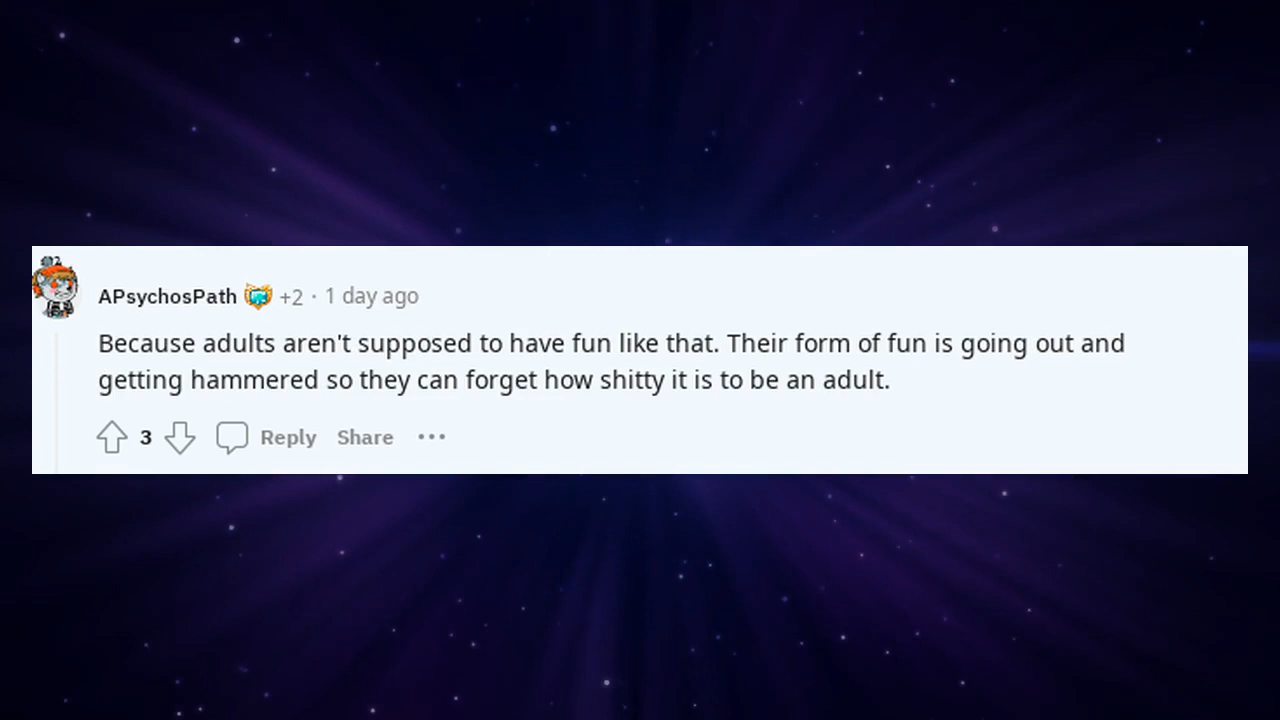 APsychosPath +2 · 1 day ago
Because adults aren't supposed to have fun like that. Their form of fun is going out and
getting hammered so they can forget how shitty it is to be an adult.
3 Reply Share •••